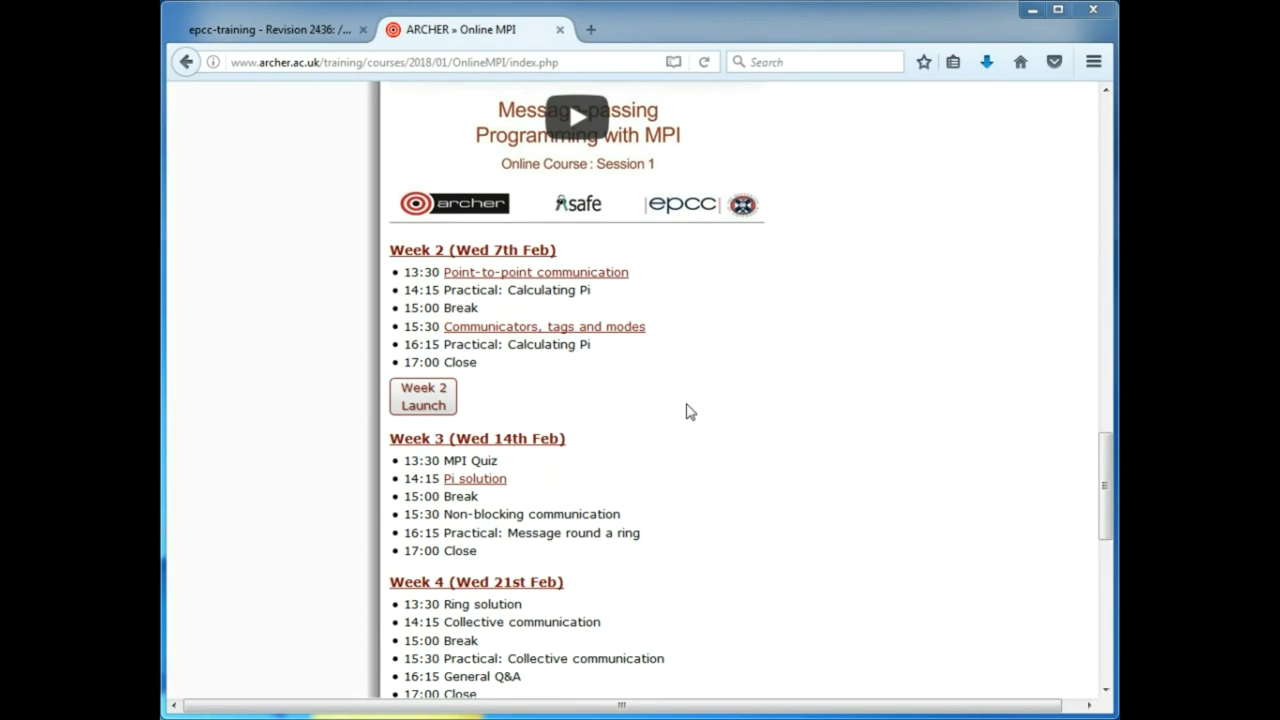 epcc-training - Revision 2436: /...
ARCHER » Online MPI
www.archer.ac.uk/training/courses/2018/01/OnlineMPI/index.php
Search
Message-passing
Programming with MPI
Online Course : Session 1
archer
safe
|epcc|
Week 2 (Wed 7th Feb)
• 13:30 Point-to-point communication
• 14:15 Practical: Calculating Pi
• 15:00 Break
• 15:30 Communicators, tags and modes
• 16:15 Practical: Calculating Pi
• 17:00 Close
Week 2
Launch
Week 3 (Wed 14th Feb)
• 13:30 MPI Quiz
• 14:15 Pi solution
• 15:00 Break
• 15:30 Non-blocking communication
• 16:15 Practical: Message round a ring
• 17:00 Close
Week 4 (Wed 21st Feb)
• 13:30 Ring solution
• 14:15 Collective communication
• 15:00 Break
• 15:30 Practical: Collective communication
• 16:15 General Q&A
• 17:00 Close